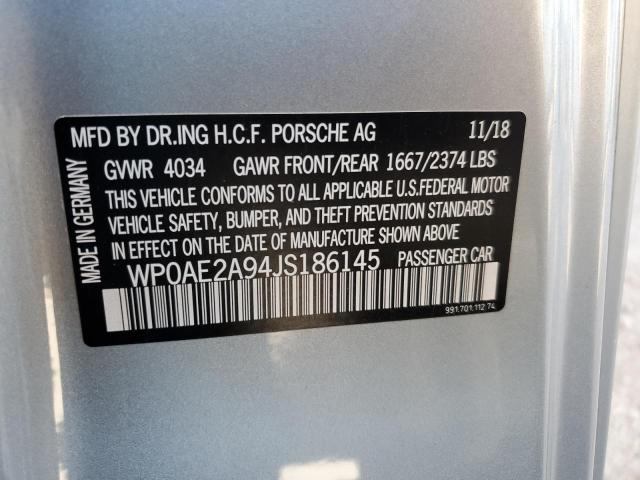 MFD BY DR.ING H.C.F. PORSCHE AG 11/18
GVWR 4034 GAWR FRONT/REAR 1667/2374 LBS
THIS VEHICLE CONFORMS TO ALL APPLICABLE U.S.FEDERAL MOTOR
VEHICLE SAFETY, BUMPER, AND THEFT PREVENTION STANDARDS
IN EFFECT ON THE DATE OF MANUFACTURE SHOWN ABOVE.
WP0AE2A94JS186145 PASSENGER CAR
991.701.112.74
MADE IN GERMANY